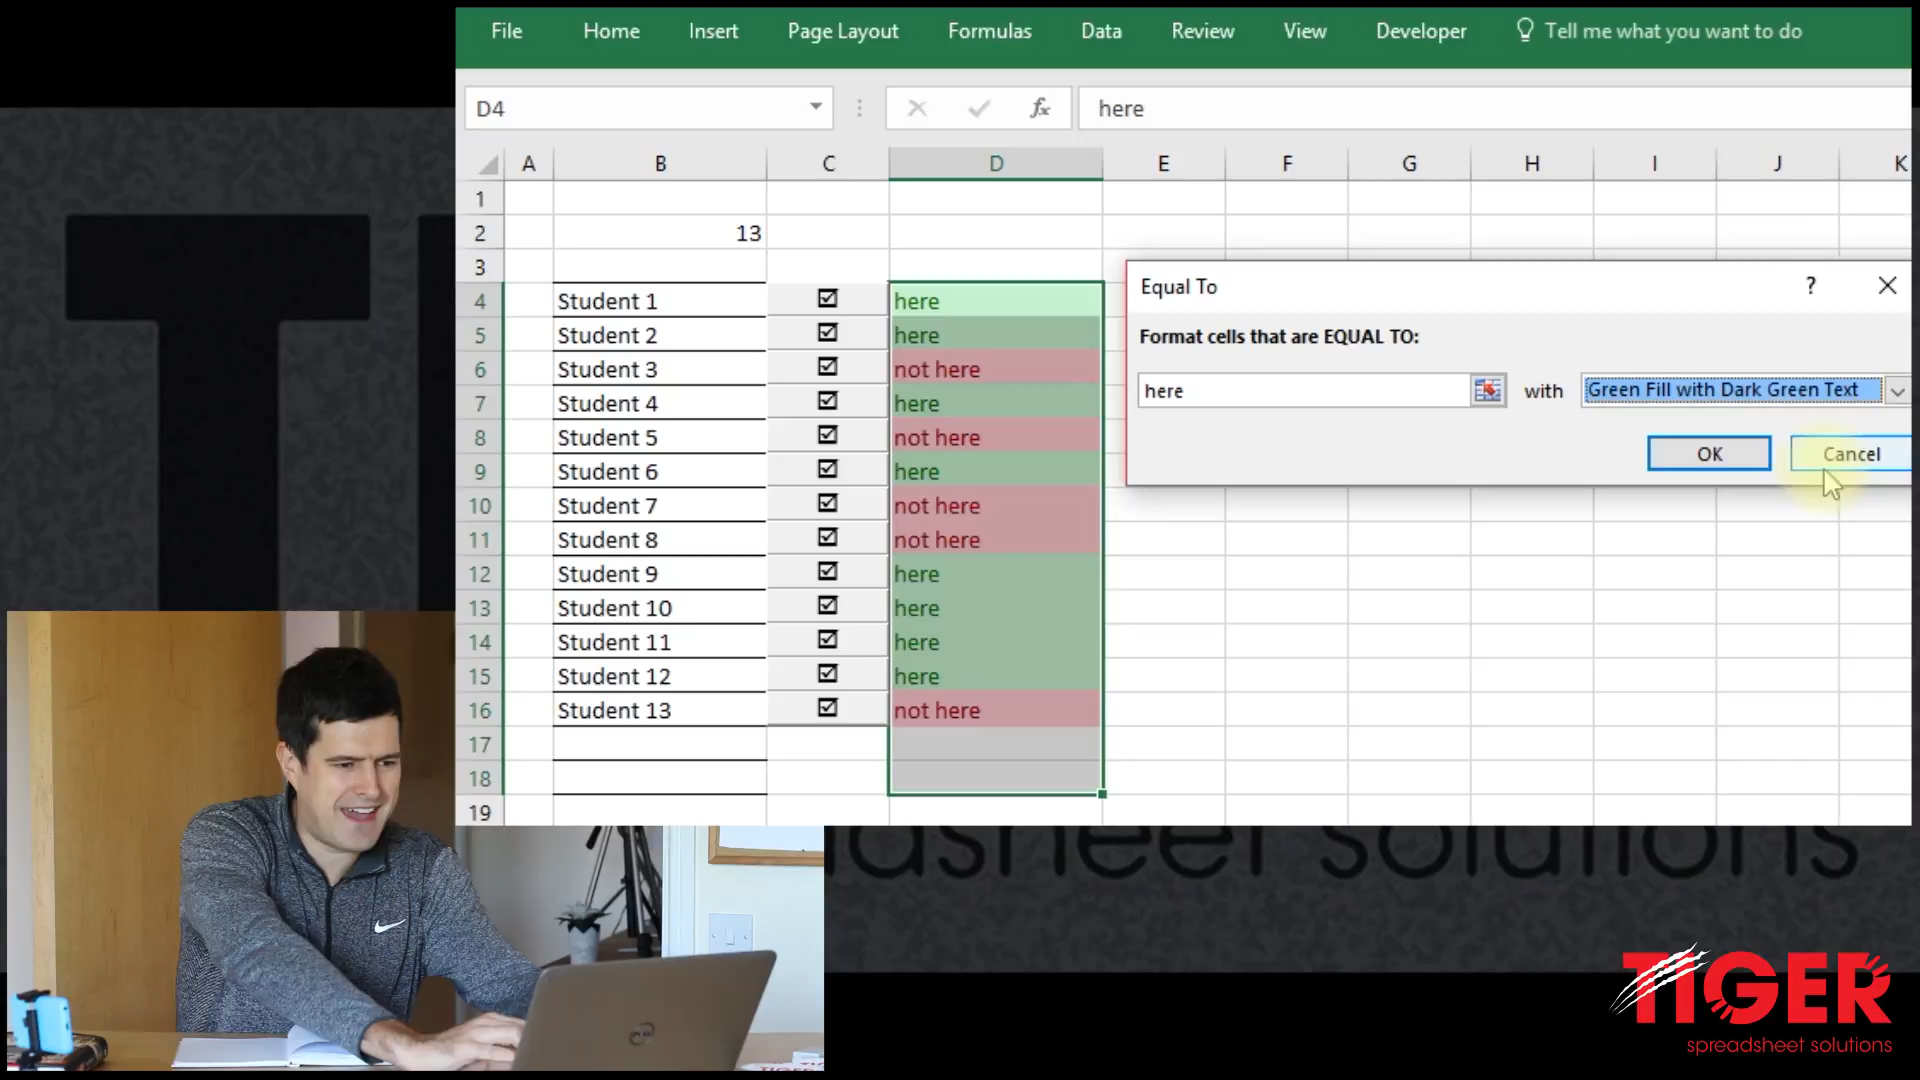 File Home Insert Page Layout Formulas Data Review View Developer Tell me what you want to do
D4 fx here
A B C D E F G H I J K
1
2 13
3
4 Student 1 here
5 Student 2 here
6 Student 3 not here
7 Student 4 here
8 Student 5 not here
9 Student 6 here
10 Student 7 not here
11 Student 8 not here
12 Student 9 here
13 Student 10 here
14 Student 11 here
15 Student 12 here
16 Student 13 not here
17
18
19
Equal To ?
Format cells that are EQUAL TO:
here with Green Fill with Dark Green Text
OK Cancel
solutions
TIGER
spreadsheet solutions